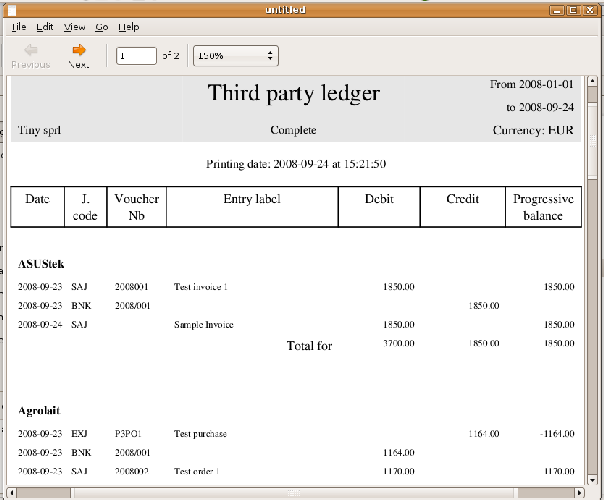 untitled
File Edit View Go Help
Previous Next 1 of 2 150%
Third party ledger
From 2008-01-01
to 2008-09-24
Tiny sprl Complete Currency: EUR
Printing date: 2008-09-24 at 15:21:50
Date J. code Voucher Nb Entry label Debit Credit Progressive balance
ASUStek
2008-09-23 SAJ 2008001 Test invoice 1 1850.00 1850.00
2008-09-23 BNK 2008/001 1850.00
2008-09-24 SAJ Sample Invoice 1850.00 1850.00
Total for 3700.00 1850.00 1850.00
Agrolait
2008-09-23 EXJ P3PO1 Test purchase 1164.00 -1164.00
2008-09-23 BNK 2008/001 1164.00
2008-09-23 SAJ 2008002 Test order 1 1170.00 1170.00